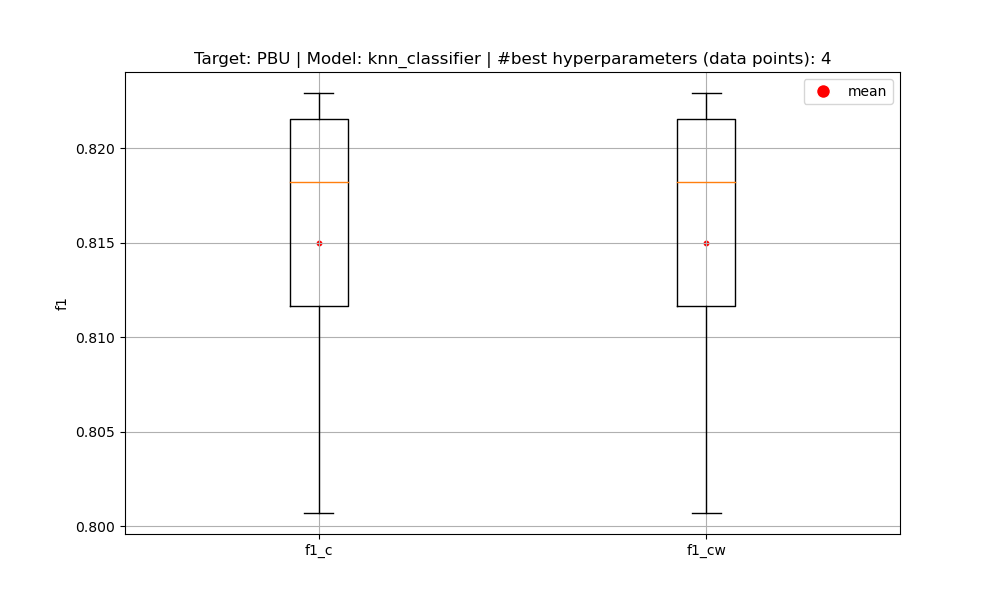 Target: PBU | Model: knn_classifier | #best hyperparameters (data points): 4
mean
0.820
0.815
0.810
0.805
0.800
f1
f1_c
f1_cw